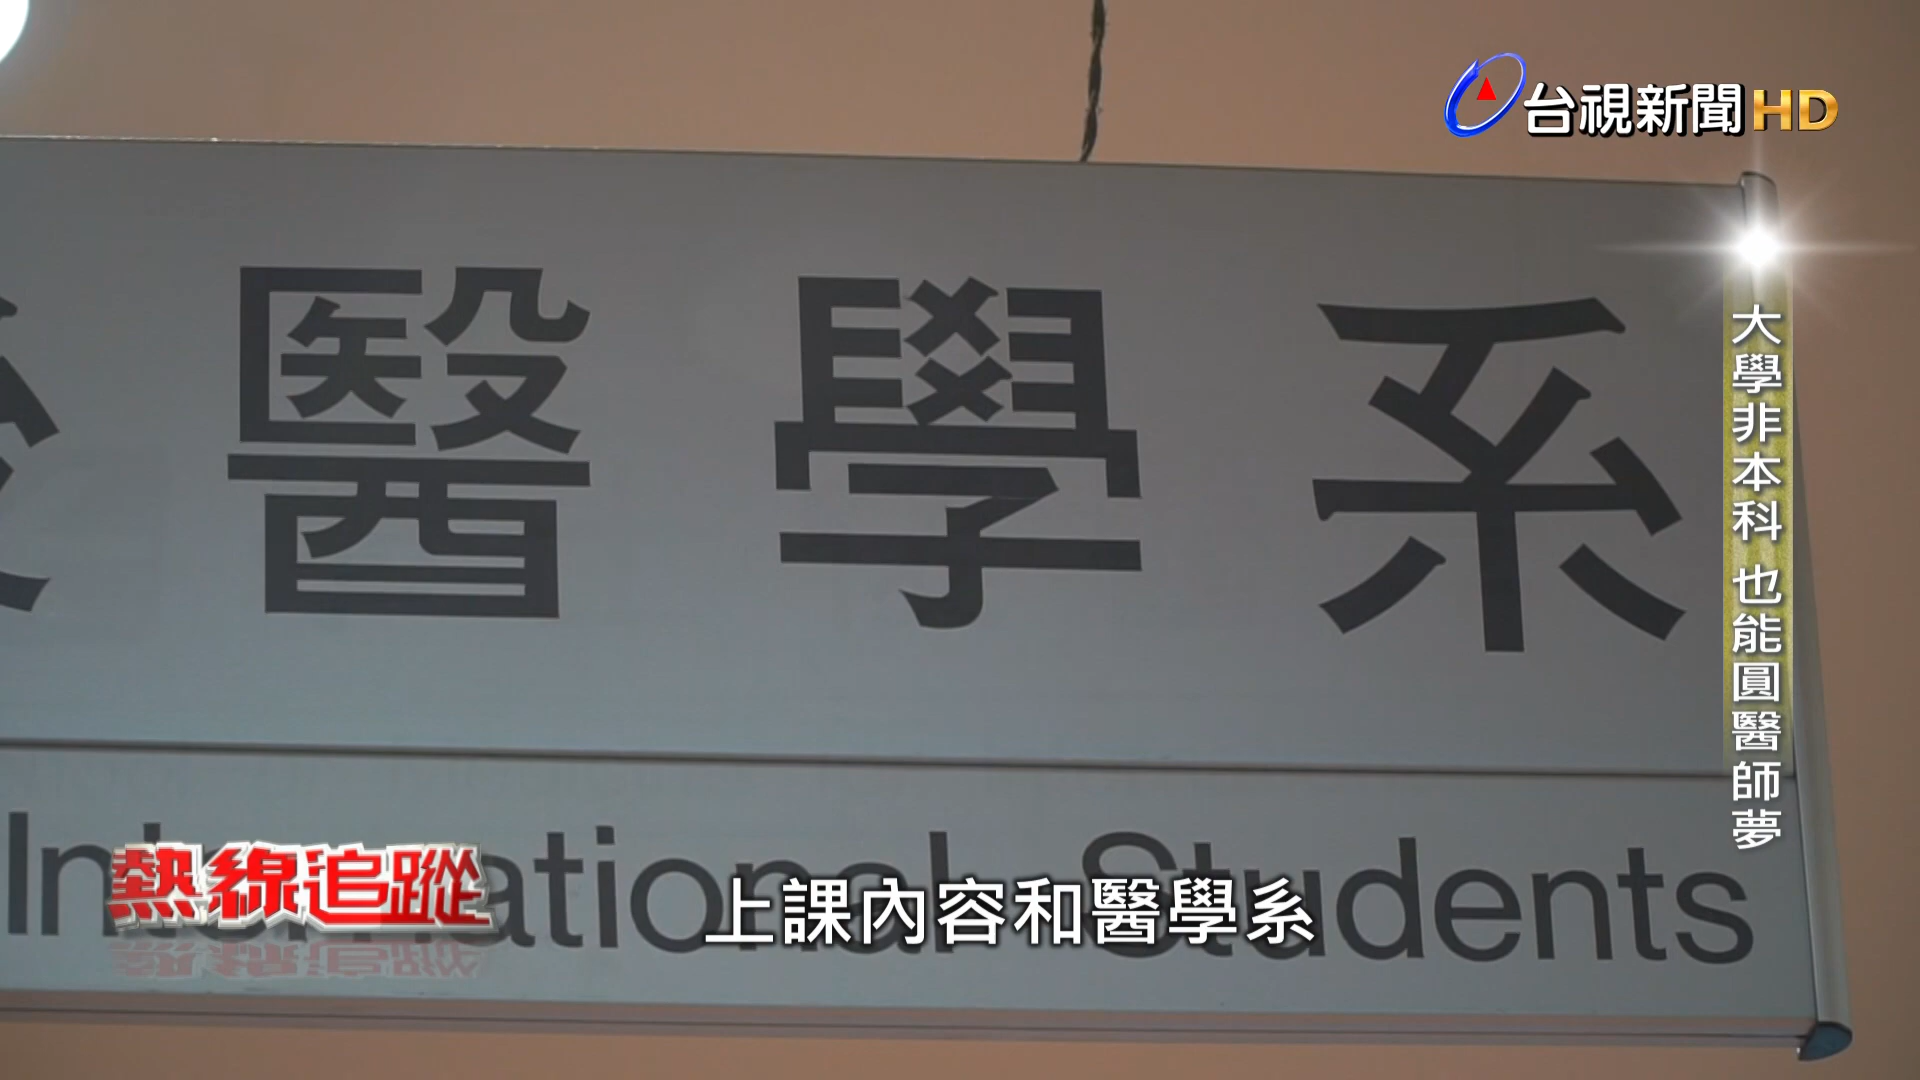 台視新聞HD
大學非本科 也能圓醫師夢
醫學系
International Students
熱線追蹤
上課內容和醫學系